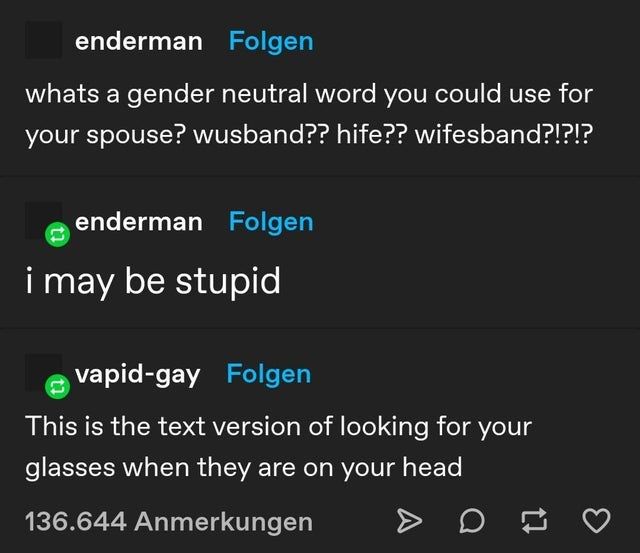 enderman Folgen
whats a gender neutral word you could use for
your spouse? wusband?? hife?? wifesband?!?!?
enderman Folgen
i may be stupid
vapid-gay Folgen
This is the text version of looking for your
glasses when they are on your head
136.644 Anmerkungen